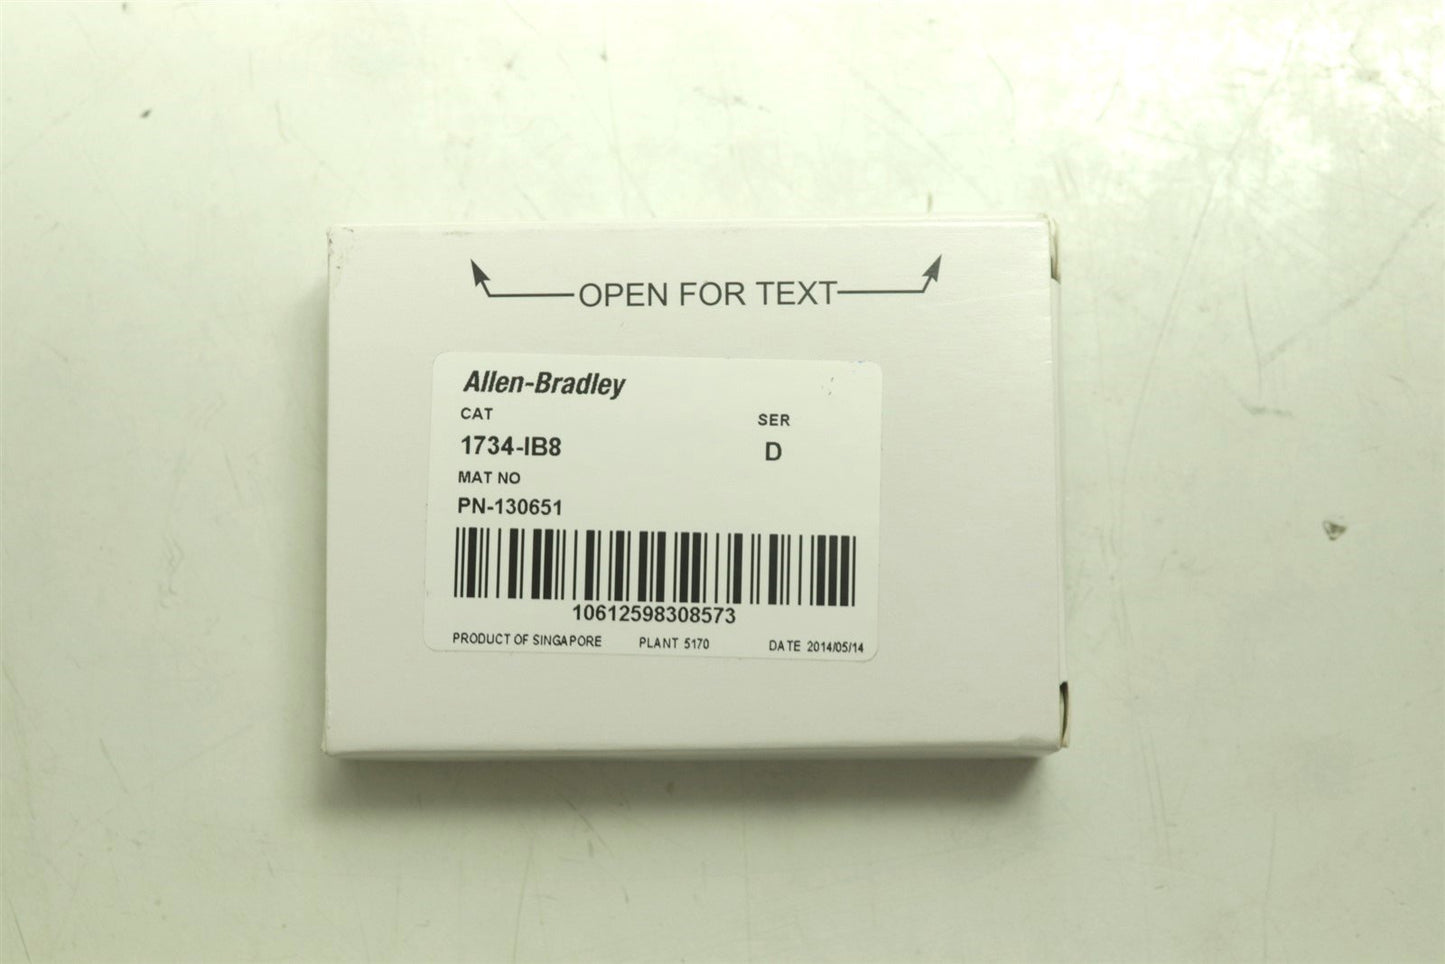 OPEN FOR TEXT
Allen-Bradley
CAT SER
1734-IB8 D
MAT NO
PN-130651
10612598308573
PRODUCT OF SINGAPORE PLANT 5170 DATE 2014/05/14